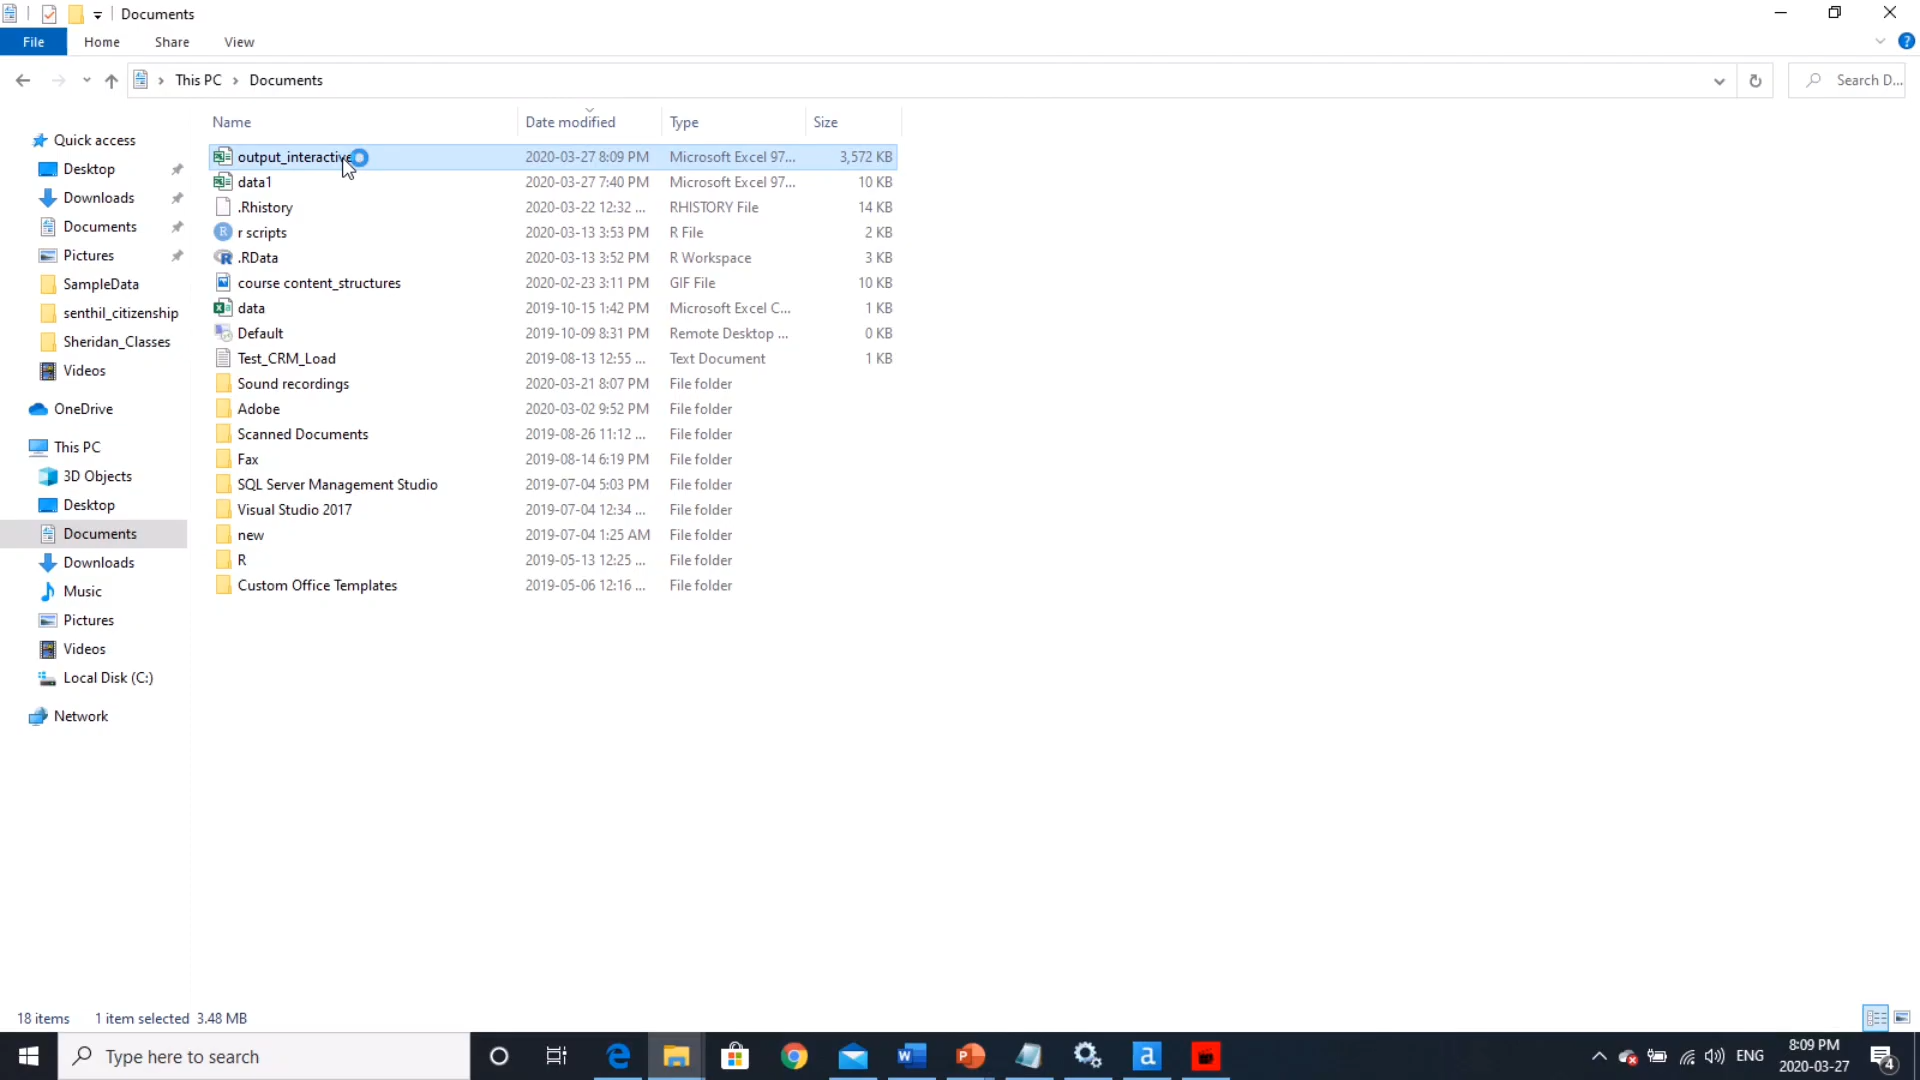 Documents
File Home Share View ?
This PC Documents Search D...
Name Date modified Type Size
Quick access
Desktop
Downloads
Documents
Pictures
SampleData
senthil_citizenship
Sheridan_Classes
Videos
OneDrive
This PC
3D Objects
Desktop
Documents
Downloads
Music
Pictures
Videos
Local Disk (C:)
Network
output_interactive 2020-03-27 8:09 PM Microsoft Excel 97... 3,572 KB
data1 2020-03-27 7:40 PM Microsoft Excel 97... 10 KB
.Rhistory 2020-03-22 12:32 ... RHISTORY File 14 KB
r scripts 2020-03-13 3:53 PM R File 2 KB
.RData 2020-03-13 3:52 PM R Workspace 3 KB
course content_structures 2020-02-23 3:11 PM GIF File 10 KB
data 2019-10-15 1:42 PM Microsoft Excel C... 1 KB
Default 2019-10-09 8:31 PM Remote Desktop ... 0 KB
Test_CRM_Load 2019-08-13 12:55 ... Text Document 1 KB
Sound recordings 2020-03-21 8:07 PM File folder
Adobe 2020-03-02 9:52 PM File folder
Scanned Documents 2019-08-26 11:12 ... File folder
Fax 2019-08-14 6:19 PM File folder
SQL Server Management Studio 2019-07-04 5:03 PM File folder
Visual Studio 2017 2019-07-04 12:34 ... File folder
new 2019-07-04 1:25 AM File folder
R 2019-05-13 12:25 ... File folder
Custom Office Templates 2019-05-06 12:16 ... File folder
18 items 1 item selected 3.48 MB
Type here to search
ENG
8:09 PM
2020-03-27
4